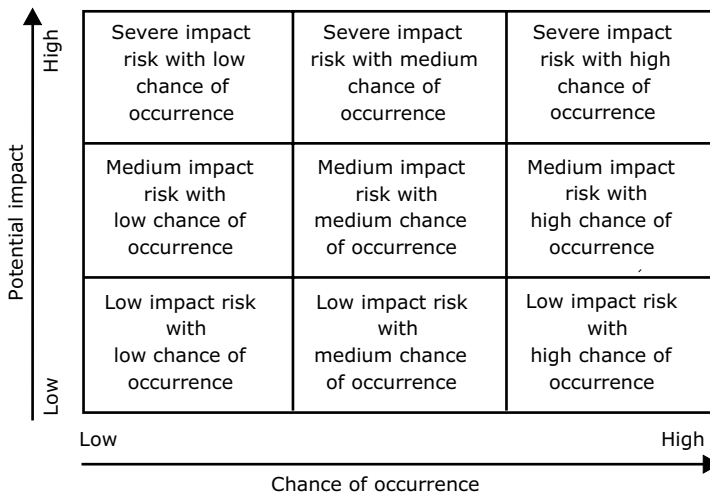 High
Potential impact
Low
Severe impact
risk with low
chance of
occurrence
Severe impact
risk with medium
chance of
occurrence
Severe impact
risk with high
chance of
occurrence
Medium impact
risk with
low chance of
occurrence
Medium impact
risk with
medium chance
of occurrence
Medium impact
risk with
high chance of
occurrence
Low impact risk
with
low chance of
occurrence
Low impact risk
with
medium chance
of occurrence
Low impact risk
with
high chance of
occurrence
Low
High
Chance of occurrence